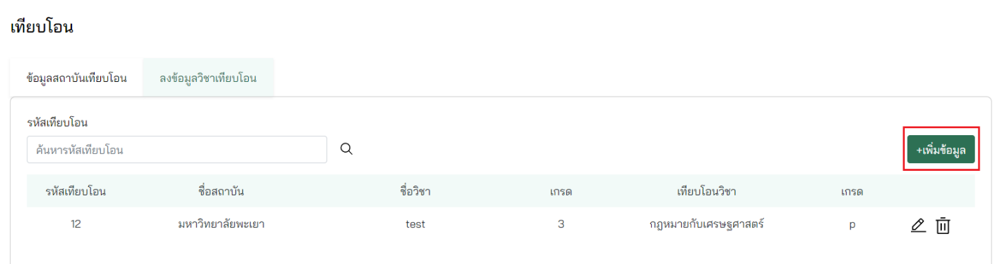 เทียบโอน
ข้อมูลสถาบันเทียบโอน ลงข้อมูลวิชาเทียบโอน
รหัสเทียบโอน
ค้นหารหัสเทียบโอน +เพิ่มข้อมูล
รหัสเทียบโอน ชื่อสถาบัน ชื่อวิชา เกรด เทียบโอนวิชา เกรด
12 มหาวิทยาลัยพะเยา test 3 กฎหมายกับเศรษฐศาสตร์ p